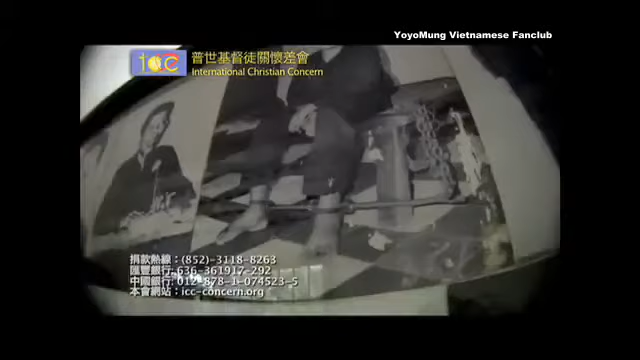 YoyoMung Vietnamese Fanclub
icc
普世基督徒關懷差會
International Christian Concern
捐款熱線：(852)-3118-8263
匯豐銀行: 636-361917-292
中國銀行: 012-878-1-074523-5
本會網站：icc-concern.org